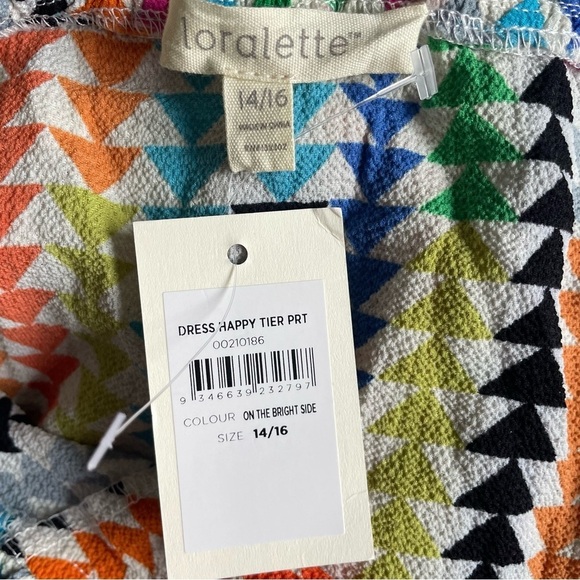 loralette™
14/16
MADE IN CHINA
DRESS HAPPY TIER PRT
00210186
9 346639 232797
COLOUR ON THE BRIGHT SIDE
SIZE 14/16